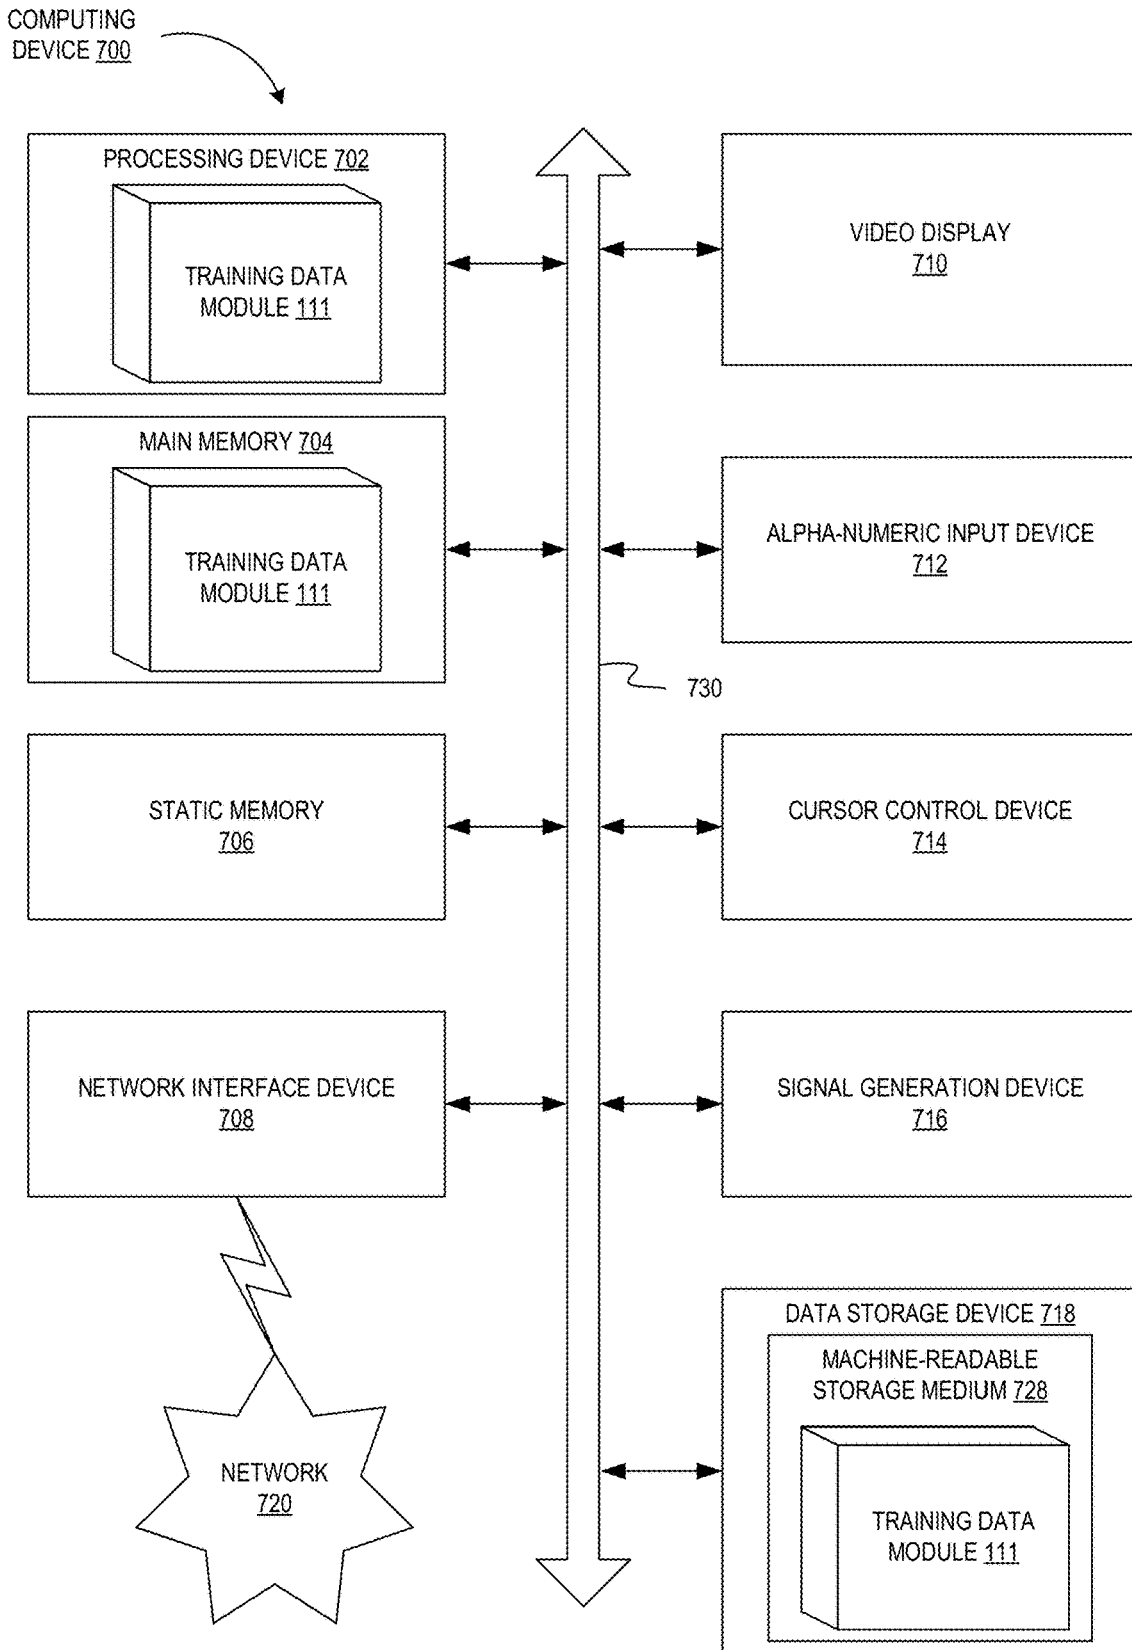 COMPUTING
DEVICE 700
PROCESSING DEVICE 702
TRAINING DATA
MODULE 111
MAIN MEMORY 704
TRAINING DATA
MODULE 111
STATIC MEMORY
706
NETWORK INTERFACE DEVICE
708
NETWORK
720
730
VIDEO DISPLAY
710
ALPHA-NUMERIC INPUT DEVICE
712
CURSOR CONTROL DEVICE
714
SIGNAL GENERATION DEVICE
716
DATA STORAGE DEVICE 718
MACHINE-READABLE
STORAGE MEDIUM 728
TRAINING DATA
MODULE 111